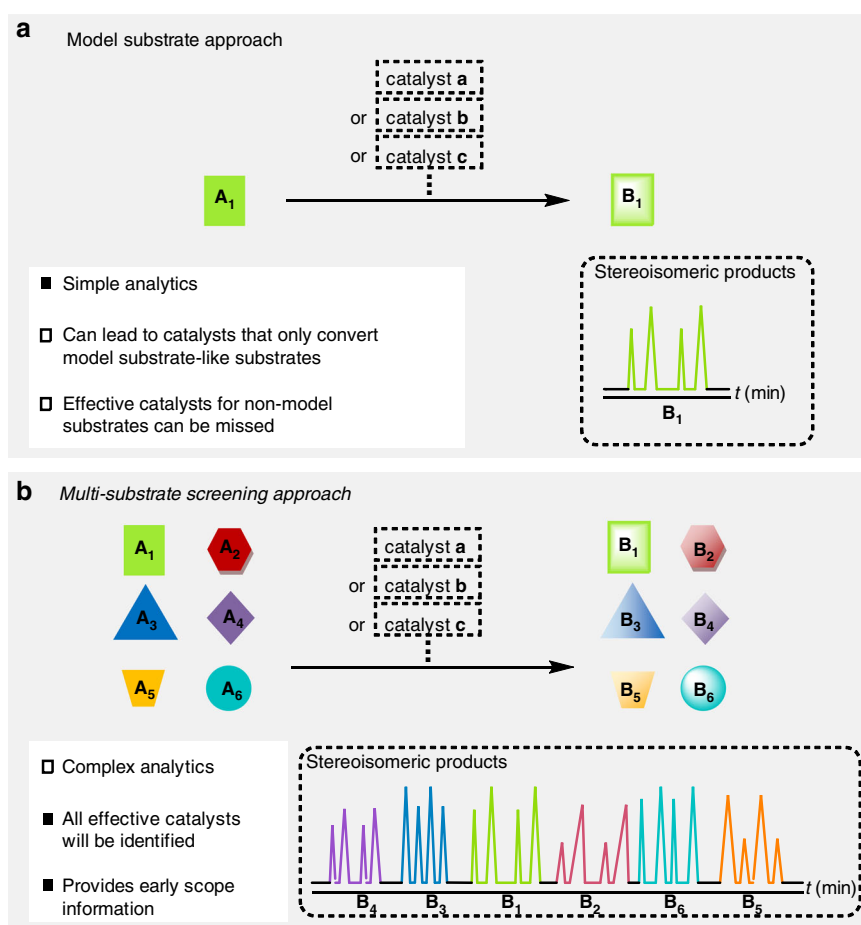 a
Model substrate approach
catalyst a
or catalyst b
or catalyst c
A1
B1
Simple analytics
Can lead to catalysts that only convert
model substrate-like substrates
Effective catalysts for non-model
substrates can be missed
Stereoisomeric products
t (min)
B1
b
Multi-substrate screening approach
A1 A2
A3 A4
A5 A6
catalyst a
or catalyst b
or catalyst c
B1 B2
B3 B4
B5 B6
Complex analytics
All effective catalysts
will be identified
Provides early scope
information
Stereoisomeric products
t (min)
B4 B3 B1 B2 B6 B5